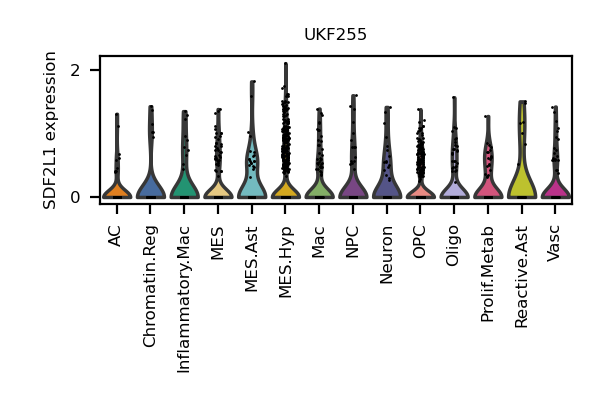 UKF255
SDF2L1 expression
2
0
AC
Chromatin.Reg
Inflammatory.Mac
MES
MES.Ast
MES.Hyp
Mac
NPC
Neuron
OPC
Oligo
Prolif.Metab
Reactive.Ast
Vasc